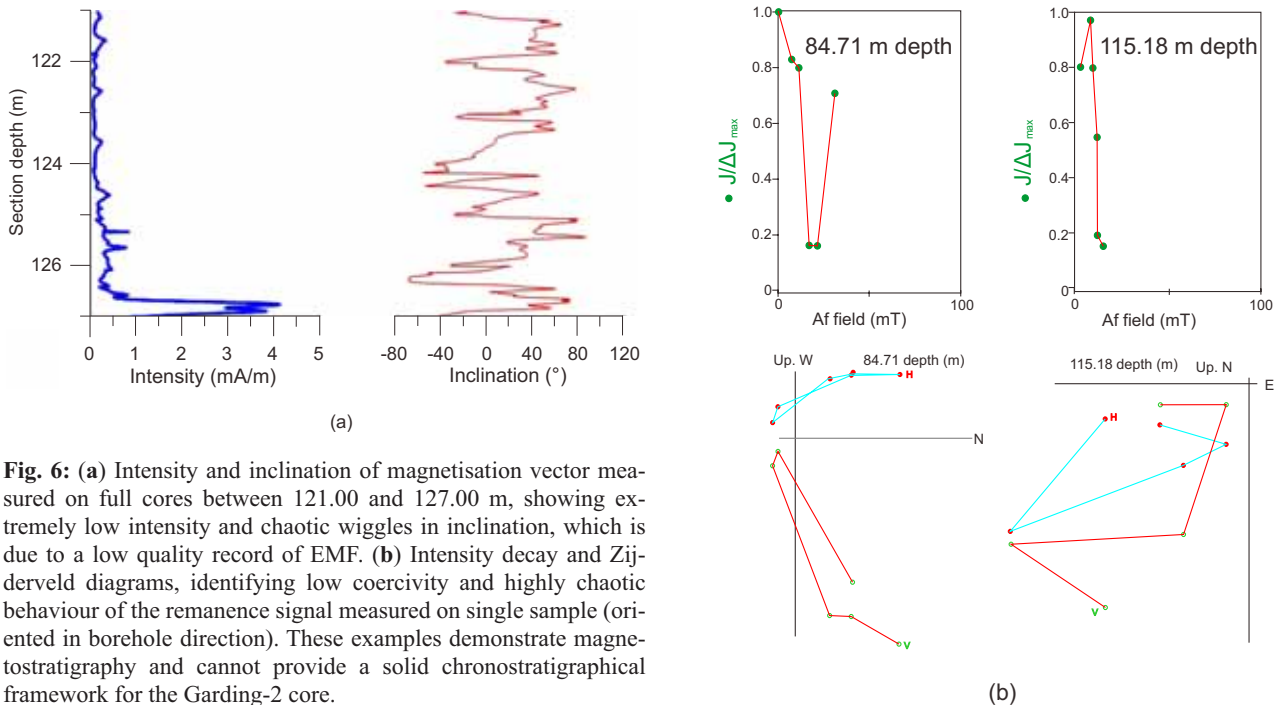 122
124
126
Section depth (m)
0 1 2 3 4 5
Intensity (mA/m)
-80 -40 0 40 80 120
Inclination (°)
(a)
Fig. 6: (a) Intensity and inclination of magnetisation vector mea-
sured on full cores between 121.00 and 127.00 m, showing ex-
tremely low intensity and chaotic wiggles in inclination, which is
due to a low quality record of EMF. (b) Intensity decay and Zij-
derveld diagrams, identifying low coercivity and highly chaotic
behaviour of the remanence signal measured on single sample (ori-
ented in borehole direction). These examples demonstrate magne-
tostratigraphy and cannot provide a solid chronostratigraphical
framework for the Garding-2 core.
84.71 m depth
1.0
0.8
0.6
0.4
0.2
0
J/ΔJmax
0 100
Af field (mT)
115.18 m depth
1.0
0.8
0.6
0.4
0.2
0
J/ΔJmax
0 100
Af field (mT)
Up. W 84.71 depth (m)
H
N
V
115.18 depth (m) Up. N
E
H
V
(b)